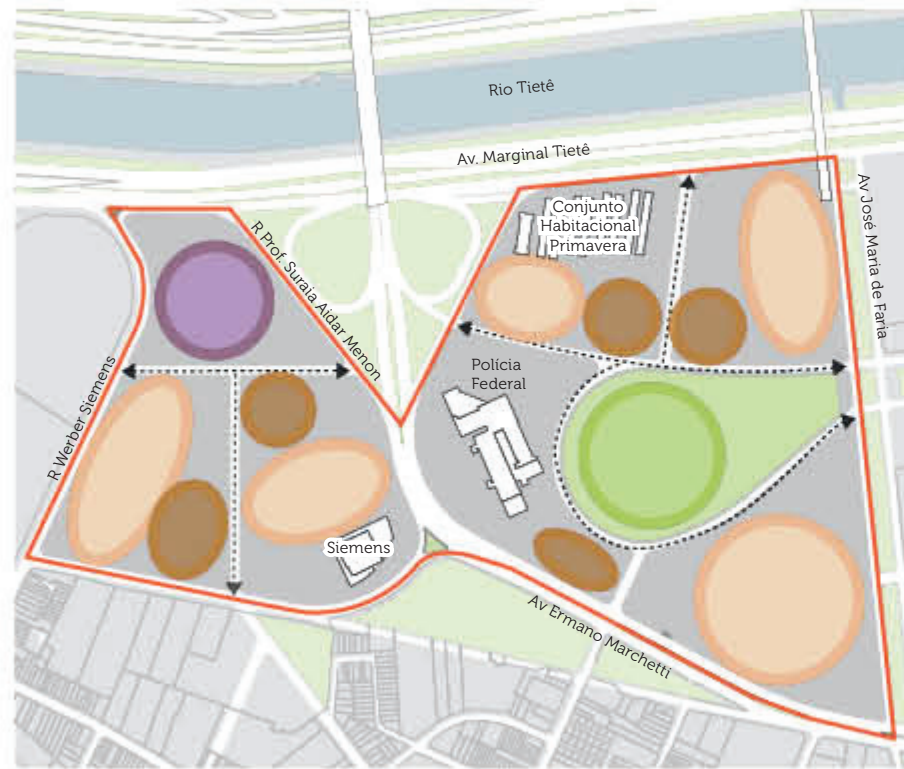 Rio Tietê
Av. Marginal Tietê
Conjunto
Habitacional
Primavera
Av José Maria de Faria
R Prof. Suraia Aidar Menon
Polícia
Federal
R Werber Siemens
Siemens
Av Ermano Marchetti